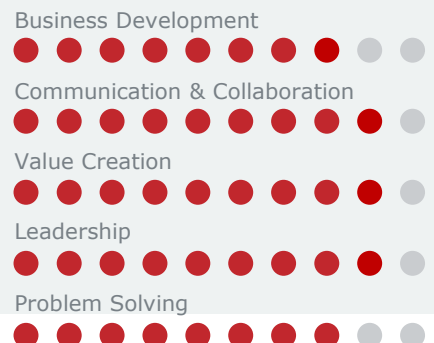 Business Development
Communication & Collaboration
Value Creation
Leadership
Problem Solving